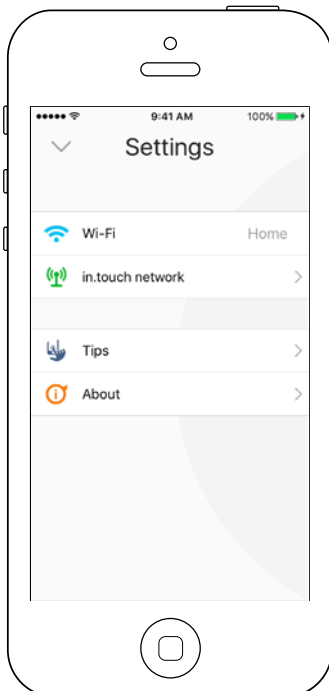 9:41 AM 100%
Settings
Wi-Fi Home
in.touch network
Tips
About